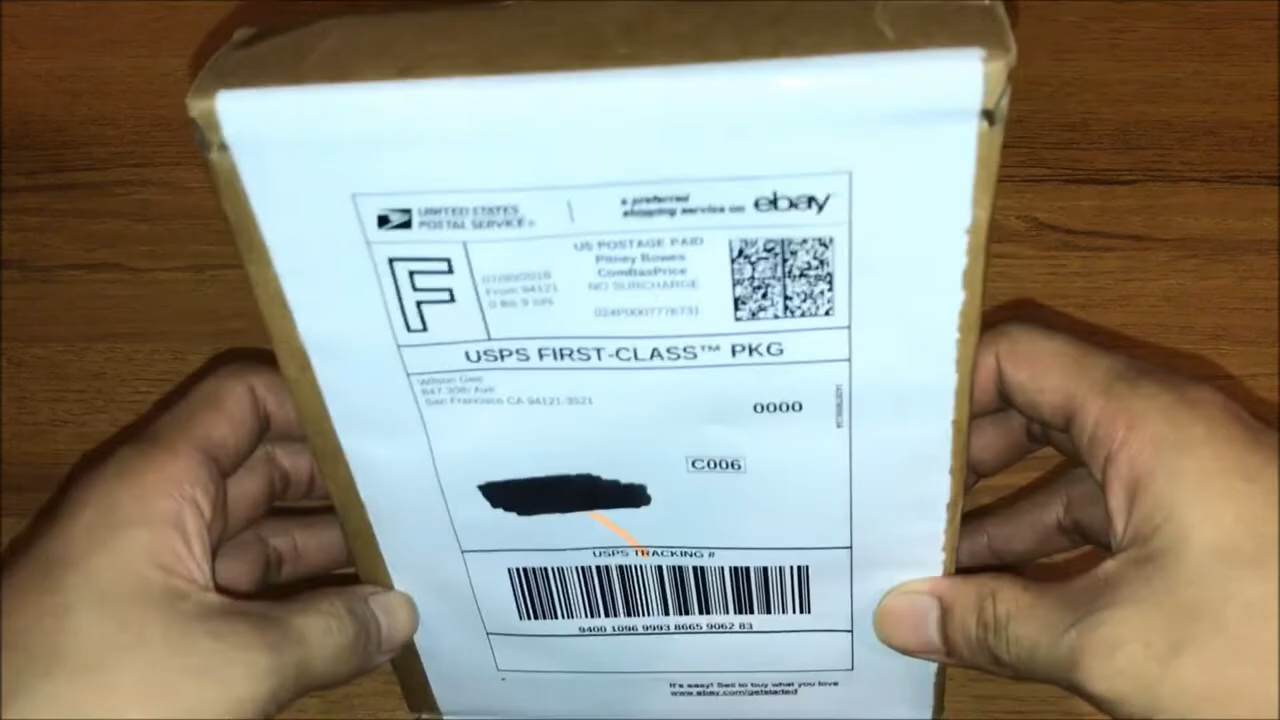 UNITED STATES
POSTAL SERVICE®
a preferred
shipping service on
ebay
F
US POSTAGE PAID
Pitney Bowes
ComBasPrice
NO SURCHARGE
From 94121
USPS FIRST-CLASS™ PKG
San Francisco CA 94121-3521
0000
C006
USPS TRACKING #
9400 1096 9993 8665 9062 83
It's easy! Sell to buy what you love
www.ebay.com/getstarted